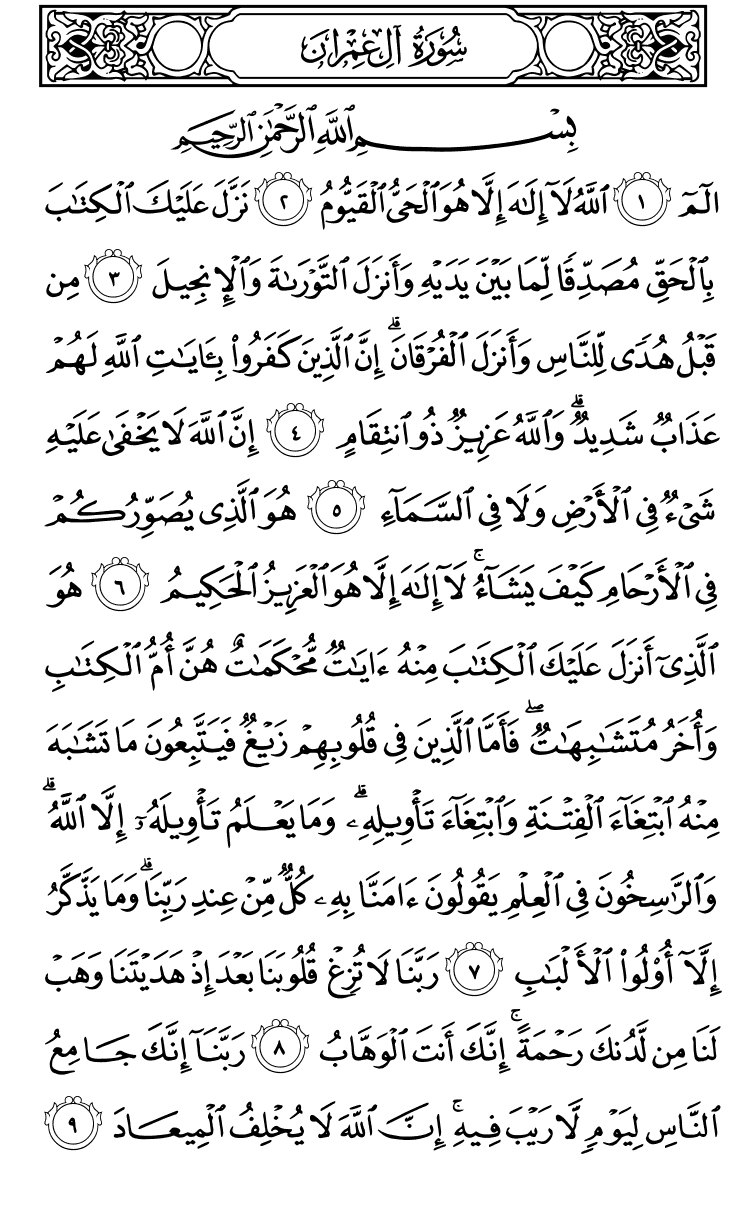 سُورَةُ آلِ عِمْرَانَ
بِسْمِ ٱللَّهِ ٱلرَّحْمَٰنِ ٱلرَّحِيمِ
الٓمٓ ١ ٱللَّهُ لَآ إِلَٰهَ إِلَّا هُوَ ٱلْحَىُّ ٱلْقَيُّومُ ٢ نَزَّلَ عَلَيْكَ ٱلْكِتَٰبَ
بِٱلْحَقِّ مُصَدِّقًا لِّمَا بَيْنَ يَدَيْهِ وَأَنزَلَ ٱلتَّوْرَىٰةَ وَٱلْإِنجِيلَ ٣ مِن
قَبْلُ هُدًى لِّلنَّاسِ وَأَنزَلَ ٱلْفُرْقَانَ ۗ إِنَّ ٱلَّذِينَ كَفَرُوا۟ بِـَٔايَٰتِ ٱللَّهِ لَهُمْ
عَذَابٌ شَدِيدٌ ۗ وَٱللَّهُ عَزِيزٌ ذُو ٱنتِقَامٍ ٤ إِنَّ ٱللَّهَ لَا يَخْفَىٰ عَلَيْهِ
شَىْءٌ فِى ٱلْأَرْضِ وَلَا فِى ٱلسَّمَآءِ ٥ هُوَ ٱلَّذِى يُصَوِّرُكُمْ
فِى ٱلْأَرْحَامِ كَيْفَ يَشَآءُ ۚ لَآ إِلَٰهَ إِلَّا هُوَ ٱلْعَزِيزُ ٱلْحَكِيمُ ٦ هُوَ
ٱلَّذِىٓ أَنزَلَ عَلَيْكَ ٱلْكِتَٰبَ مِنْهُ ءَايَٰتٌ مُّحْكَمَٰتٌ هُنَّ أُمُّ ٱلْكِتَٰبِ
وَأُخَرُ مُتَشَٰبِهَٰتٌ ۖ فَأَمَّا ٱلَّذِينَ فِى قُلُوبِهِمْ زَيْغٌ فَيَتَّبِعُونَ مَا تَشَٰبَهَ
مِنْهُ ٱبْتِغَآءَ ٱلْفِتْنَةِ وَٱبْتِغَآءَ تَأْوِيلِهِۦ ۗ وَمَا يَعْلَمُ تَأْوِيلَهُۥٓ إِلَّا ٱللَّهُ ۗ
وَٱلرَّٰسِخُونَ فِى ٱلْعِلْمِ يَقُولُونَ ءَامَنَّا بِهِۦ كُلٌّ مِّنْ عِندِ رَبِّنَا ۗ وَمَا يَذَّكَّرُ
إِلَّآ أُو۟لُوا۟ ٱلْأَلْبَٰبِ ٧ رَبَّنَا لَا تُزِغْ قُلُوبَنَا بَعْدَ إِذْ هَدَيْتَنَا وَهَبْ
لَنَا مِن لَّدُنكَ رَحْمَةً ۚ إِنَّكَ أَنتَ ٱلْوَهَّابُ ٨ رَبَّنَآ إِنَّكَ جَامِعُ
ٱلنَّاسِ لِيَوْمٍ لَّا رَيْبَ فِيهِ ۚ إِنَّ ٱللَّهَ لَا يُخْلِفُ ٱلْمِيعَادَ ٩